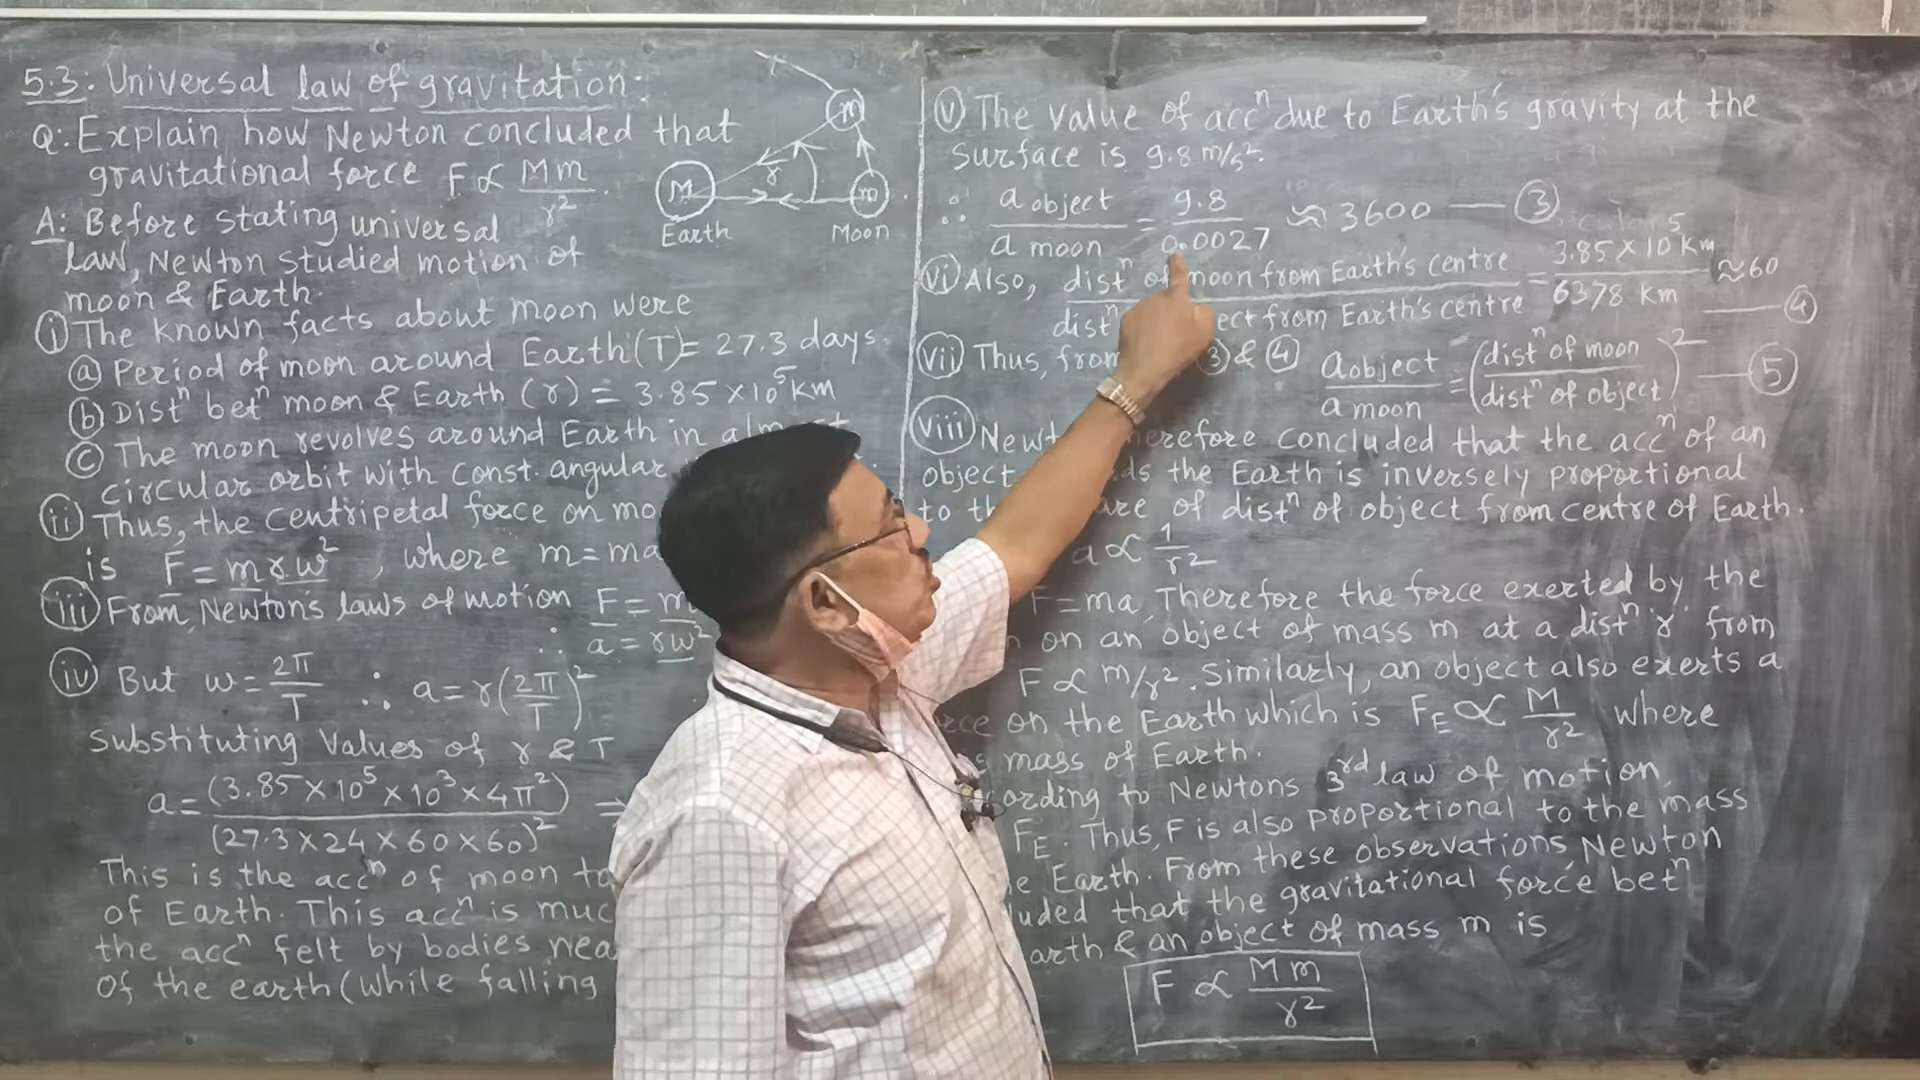 5.3: Universal law of gravitation:
Q: Explain how Newton concluded that
gravitational force F ∝ Mm/r²
A: Before stating universal
law, Newton studied motion of
moon & Earth.
M
m
m
r
Earth
Moon
(i) The known facts about moon were
(a) Period of moon around Earth (T) = 27.3 days.
(b) Distⁿ betⁿ moon & Earth (r) = 3.85 × 10⁵ km
(c) The moon revolves around Earth in almost
circular orbit with const. angular
(ii) Thus, the centripetal force on
is F = mrω², where m =
(iii) From, Newton's laws of motion F =
∴ a = rω²
(iv) But ω = 2π/T ∴ a = r(2π/T)²
Substituting values of r & T
a = (3.85 × 10⁵ × 10³ × 4π²)/(27.3 × 24 × 60 × 60)² ⇒
This is the accⁿ of moon
of Earth. This accⁿ is
the accⁿ felt by bodies
of the earth (while falling
(v) The value of accⁿ due to Earth's gravity at the
surface is 9.8 m/s².
∴ a object/a moon = 9.8/0.0027 ≈ 3600 — (3)
(vi) Also, distⁿ of moon from Earth's centre/distⁿ ect from Earth's centre = 3.85 × 10⁵ km/6378 km ≈ 60 — (4)
(vii) Thus, from (3) & (4) a object/a moon = (distⁿ of moon/distⁿ of object)² — (5)
(viii) Newt herefore concluded that the accⁿ of an
object ds the Earth is inversely proportional
to th are of distⁿ of object from centre of Earth.
a ∝ 1/r²
F = ma, Therefore the force exerted by the
on an object of mass m at a distⁿ 'r' from
F ∝ m/r². Similarly, an object also exerts a
rce on the Earth which is F_E ∝ M/r² where
s mass of Earth.
ording to Newtons 3rd law of motion,
F_E. Thus, F is also proportional to the mass
e Earth. From these observations, Newton
luded that the gravitational force betⁿ
arth & an object of mass m is
F ∝ Mm/r²